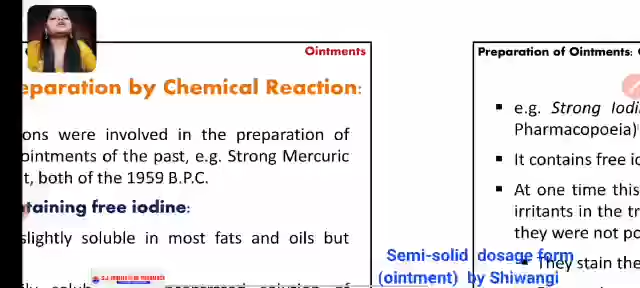 Ointments
eparation by Chemical Reaction:
ons were involved in the preparation of
ointments of the past, e.g. Strong Mercuric
t, both of the 1959 B.P.C.
taining free iodine:
slightly soluble in most fats and oils but
Preparation of Ointments:
e.g. Strong Iodi
Pharmacopoeia)
It contains free io
At one time this
irritants in the tr
they were not po
They stain the
Semi-solid dosage form
(ointment) by Shiwangi